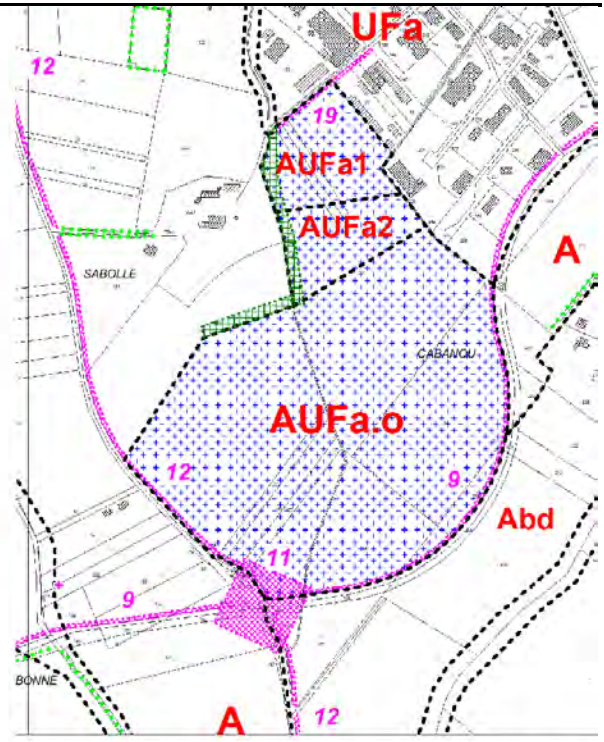 UFa
12
19
AUFa1
AUFa2
A
SABOLLE
CABANOU
AUFa.o
12
9
Abd
11
9
BONNE
A
12